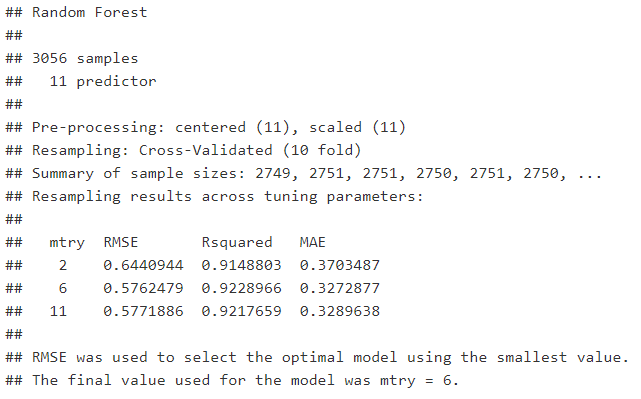 ## Random Forest
##
## 3056 samples
##   11 predictor
##
## Pre-processing: centered (11), scaled (11)
## Resampling: Cross-Validated (10 fold)
## Summary of sample sizes: 2749, 2751, 2751, 2750, 2751, 2750, ...
## Resampling results across tuning parameters:
##
##   mtry  RMSE       Rsquared   MAE
##    2    0.6440944  0.9148803  0.3703487
##    6    0.5762479  0.9228966  0.3272877
##   11    0.5771886  0.9217659  0.3289638
##
## RMSE was used to select the optimal model using the smallest value.
## The final value used for the model was mtry = 6.